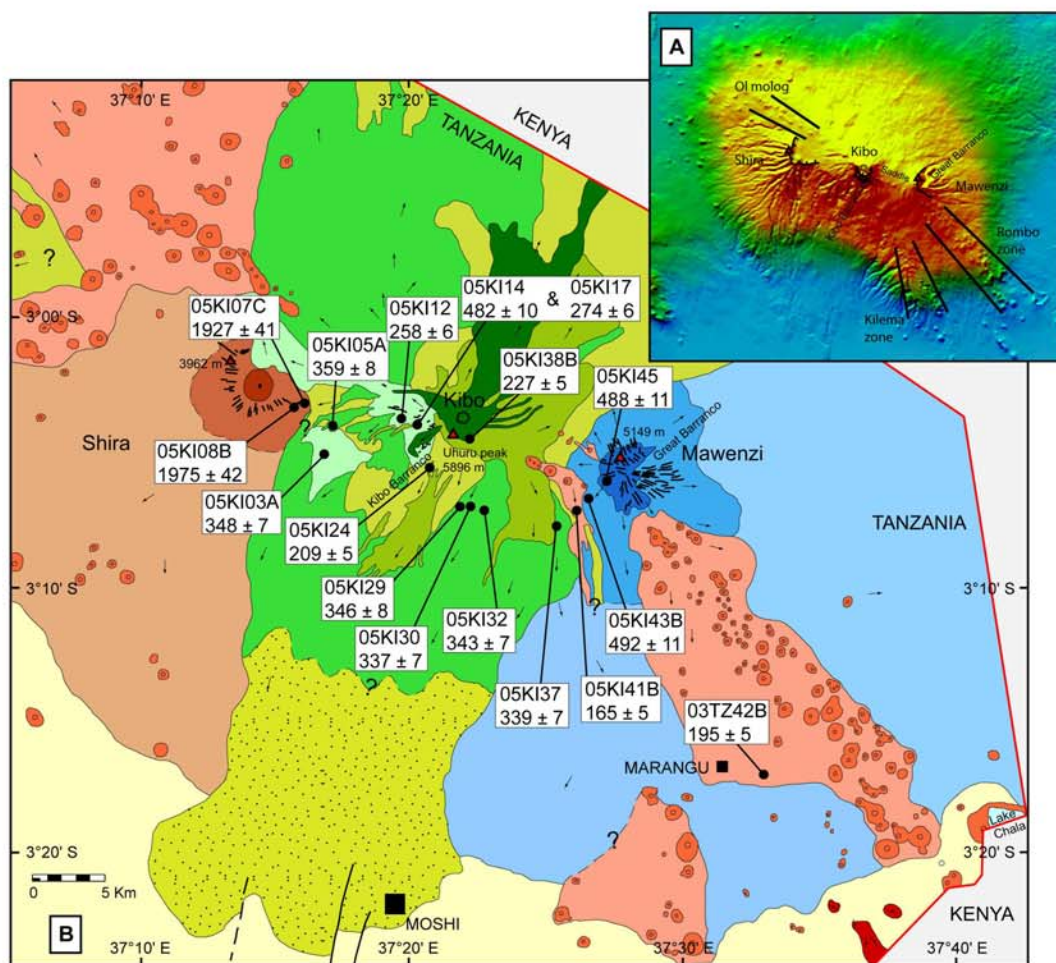 A
Ol molog
Shira
Kibo
Saddle
Great Barranco
Mawenzi
Rombo
zone
Kilema
zone
37°10' E
37°20' E
KENYA
TANZANIA
?
3°00' S
05KI07C
1927 ± 41
3962 m
05KI05A
359 ± 8
05KI12
258 ± 6
05KI14 & 05KI17
482 ± 10 274 ± 6
05KI38B
227 ± 5
05KI45
488 ± 11
Kibo
Uhuru peak
5896 m
5149 m
Great Barranco
Mawenzi
Shira
?
05KI08B
1975 ± 42
05KI03A
348 ± 7
Kibo Barranco
05KI24
209 ± 5
05KI29
346 ± 8
05KI30
337 ± 7
05KI32
343 ± 7
TANZANIA
3°10' S
3°10' S
?
05KI43B
492 ± 11
05KI37
339 ± 7
05KI41B
165 ± 5
03TZ42B
195 ± 5
?
MARANGU
Lake
Chala
?
3°20' S
3°20' S
0 5 Km
B
MOSHI
KENYA
37°10' E
37°20' E
37°30' E
37°40' E